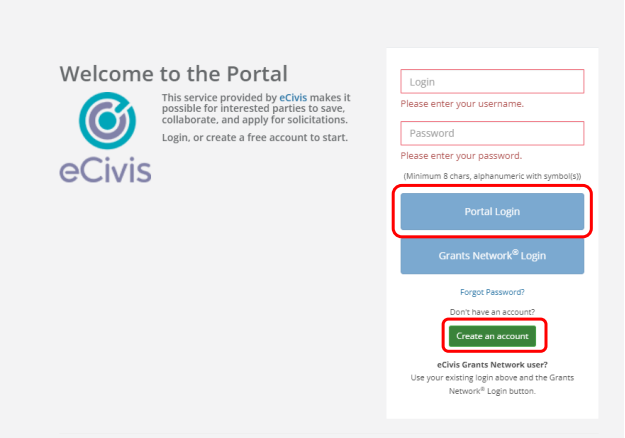 Welcome to the Portal
eCivis
This service provided by eCivis makes it
possible for interested parties to save,
collaborate, and apply for solicitations.
Login, or create a free account to start.
Login
Please enter your username.
Password
Please enter your password.
(Minimum 8 chars, alphanumeric with symbol(s))
Portal Login
Grants Network® Login
Forgot Password?
Don't have an account?
Create an account
eCivis Grants Network user?
Use your existing login above and the Grants
Network® Login button.